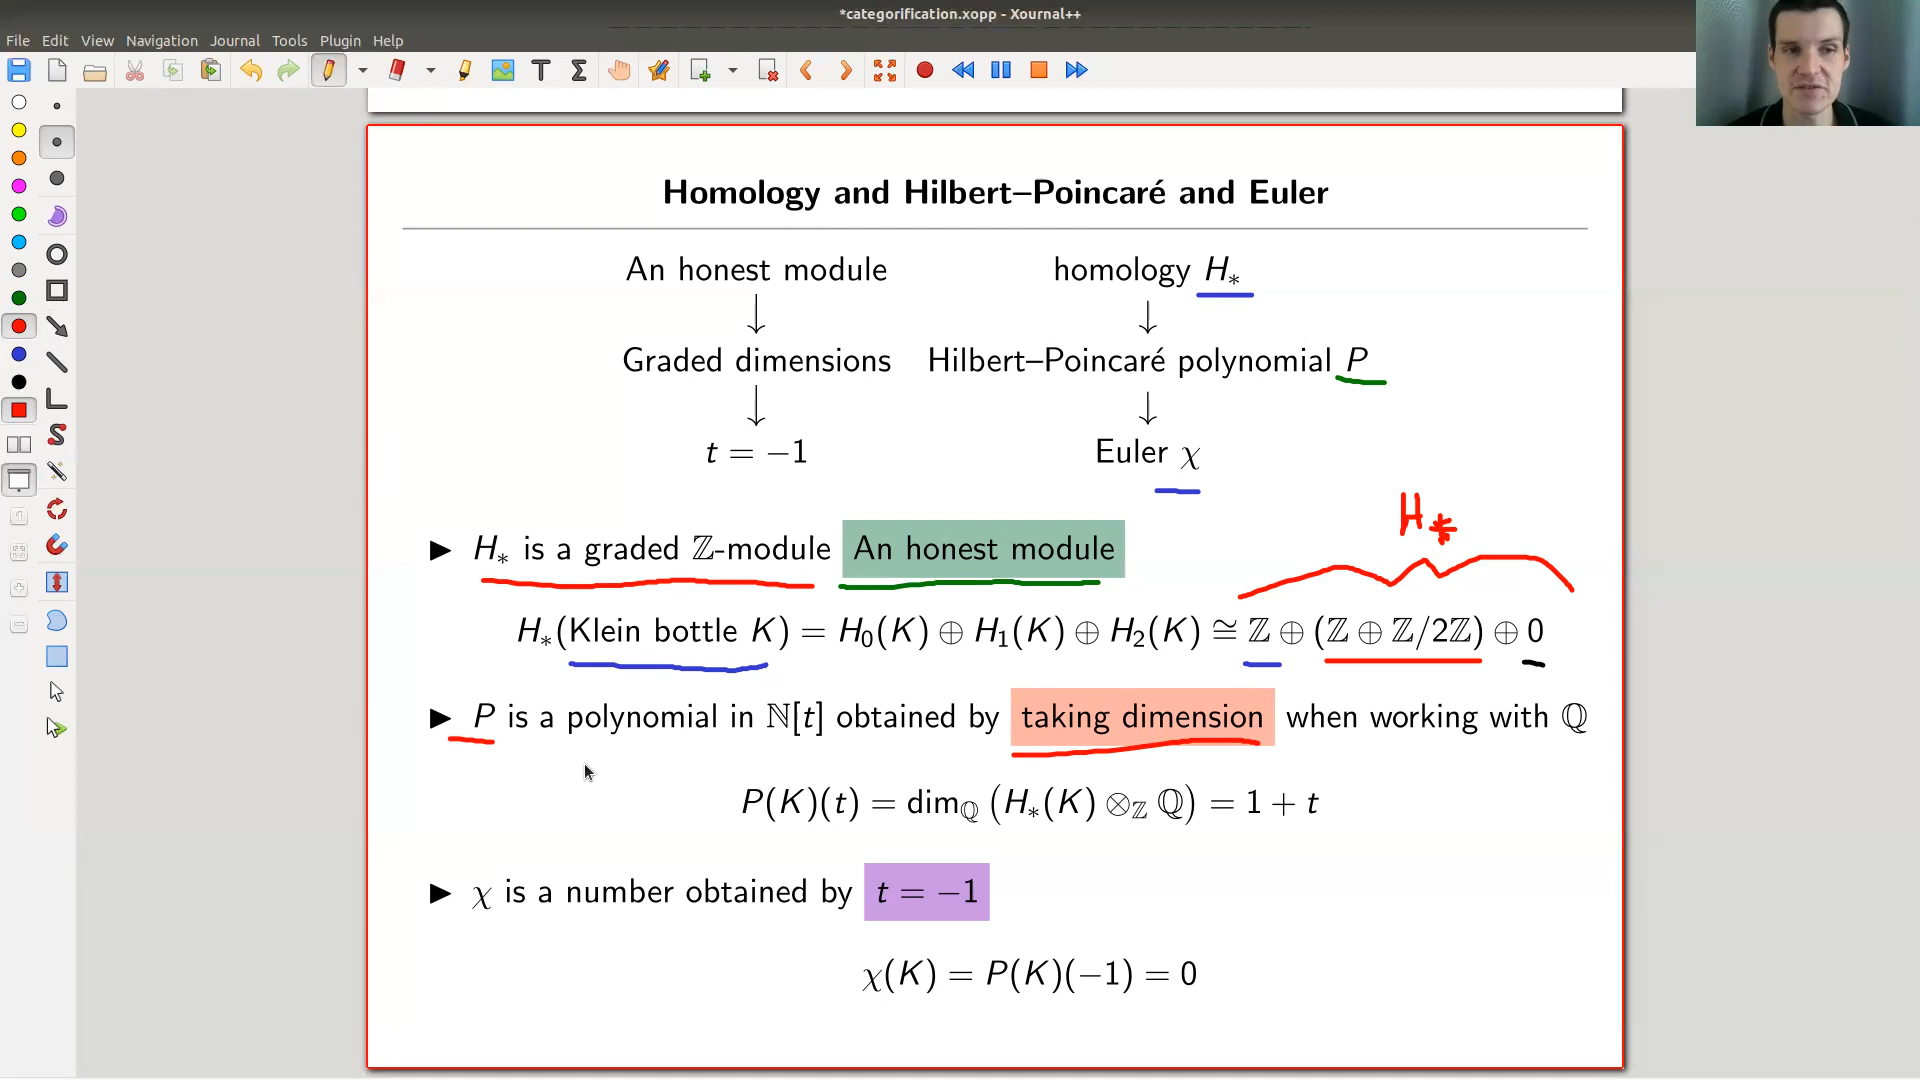 *categorification.xopp - Xournal++
File Edit View Navigation Journal Tools Plugin Help
Homology and Hilbert–Poincaré and Euler
An honest module homology H∗
↓ ↓
Graded dimensions Hilbert–Poincaré polynomial P
↓ ↓
t = −1 Euler χ
H∗
▶ H∗ is a graded ℤ-module An honest module
H∗(Klein bottle K) = H₀(K) ⊕ H₁(K) ⊕ H₂(K) ≅ ℤ ⊕ (ℤ ⊕ ℤ/2ℤ) ⊕ 0
▶ P is a polynomial in ℕ[t] obtained by taking dimension when working with ℚ
P(K)(t) = dim_ℚ (H∗(K) ⊗_ℤ ℚ) = 1 + t
▶ χ is a number obtained by t = −1
χ(K) = P(K)(−1) = 0